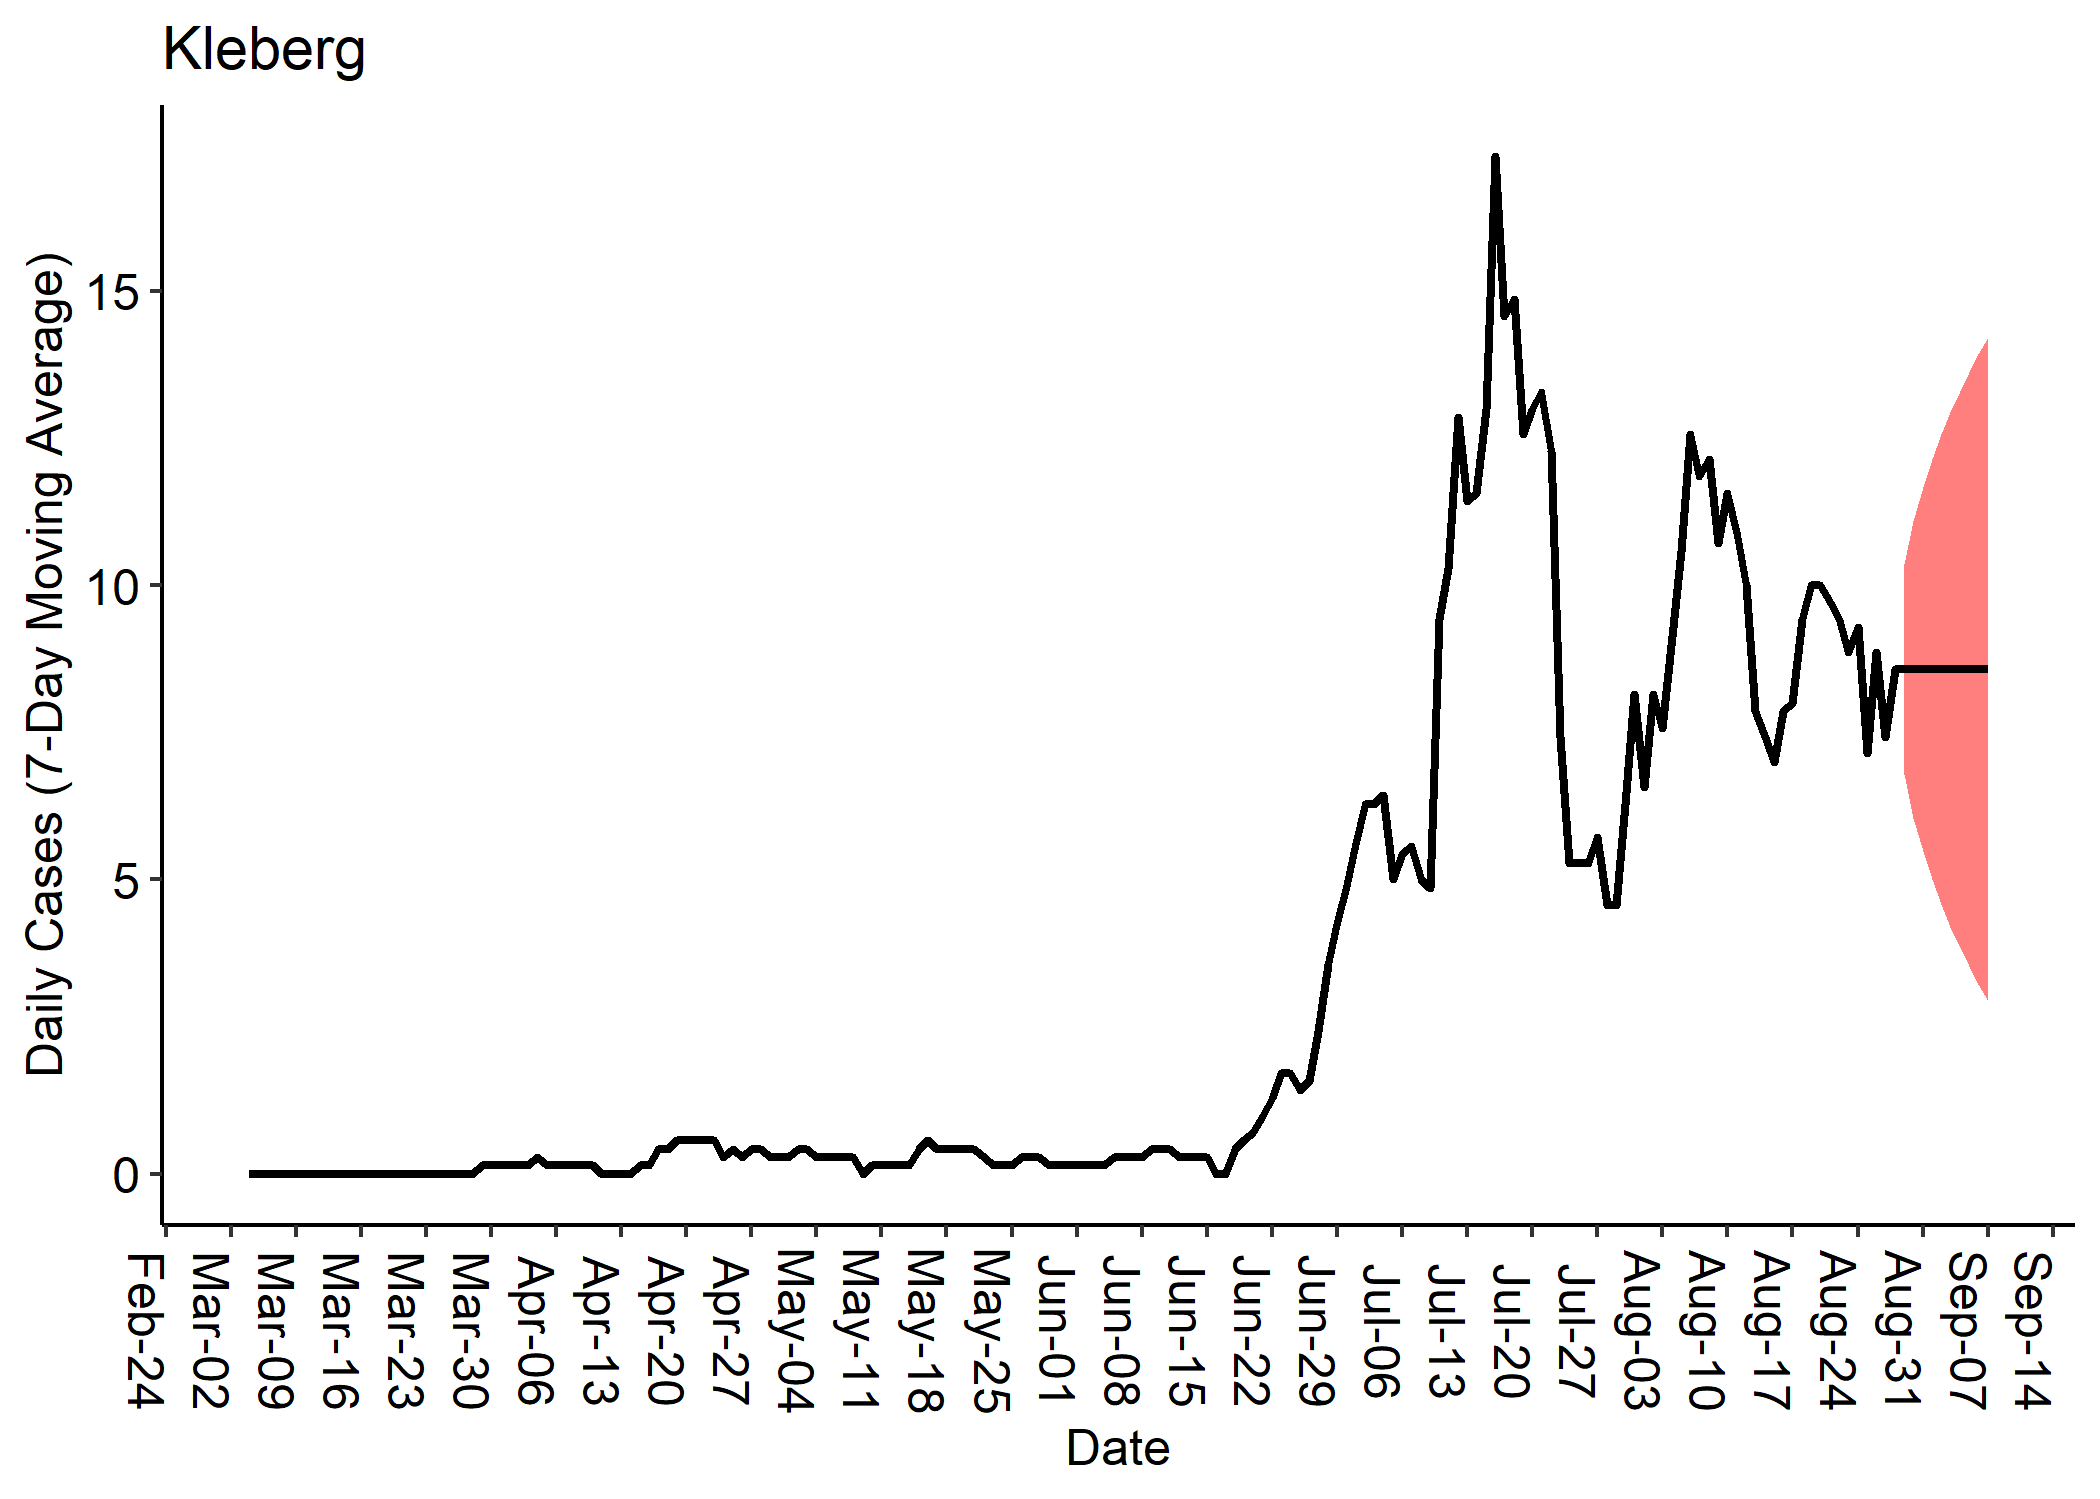 Kleberg
Daily Cases (7-Day Moving Average)
15
10
5
0
Feb-24
Mar-02
Mar-09
Mar-16
Mar-23
Mar-30
Apr-06
Apr-13
Apr-20
Apr-27
May-04
May-11
May-18
May-25
Jun-01
Jun-08
Jun-15
Jun-22
Jun-29
Jul-06
Jul-13
Jul-20
Jul-27
Aug-03
Aug-10
Aug-17
Aug-24
Aug-31
Sep-07
Sep-14
Date